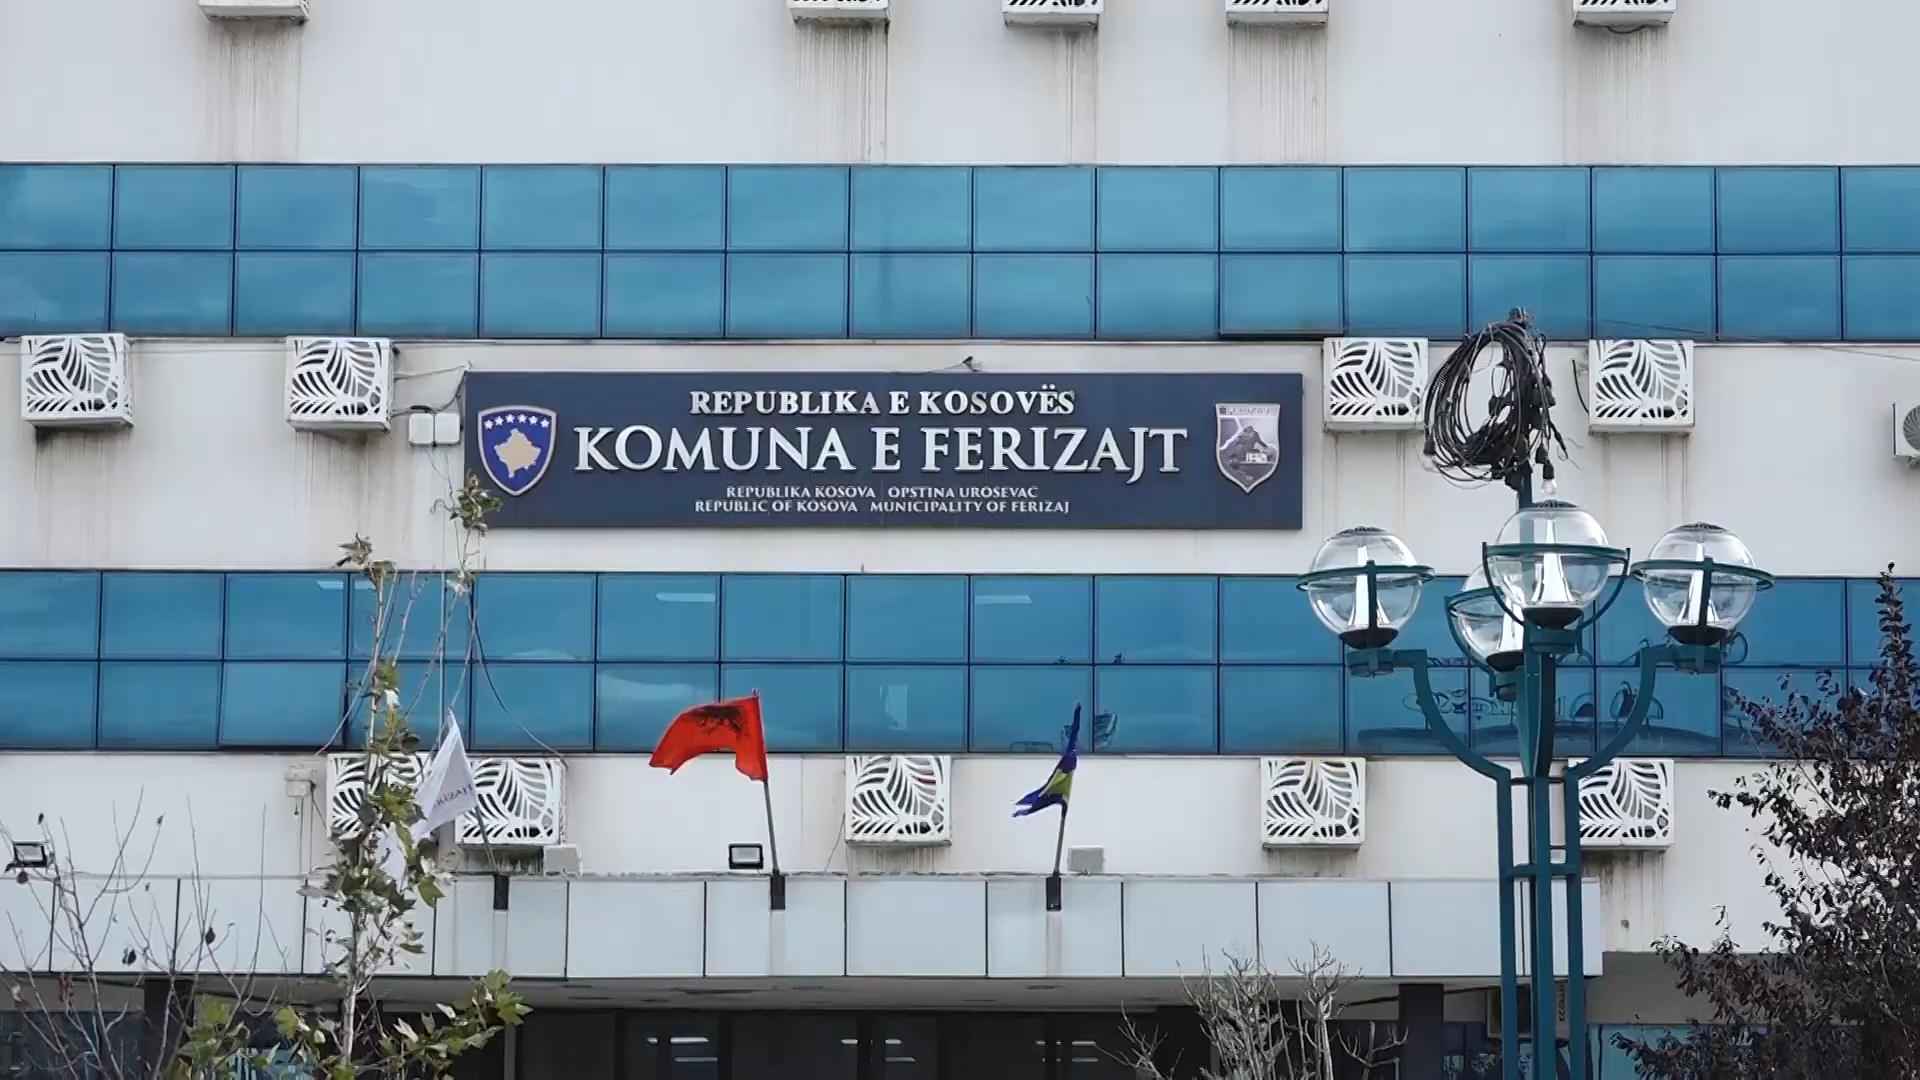 REPUBLIKA E KOSOVËS
KOMUNA E FERIZAJT
REPUBLIKA KOSOVA OPSTINA UROSEVAC
REPUBLIC OF KOSOVA MUNICIPALITY OF FERIZAJ